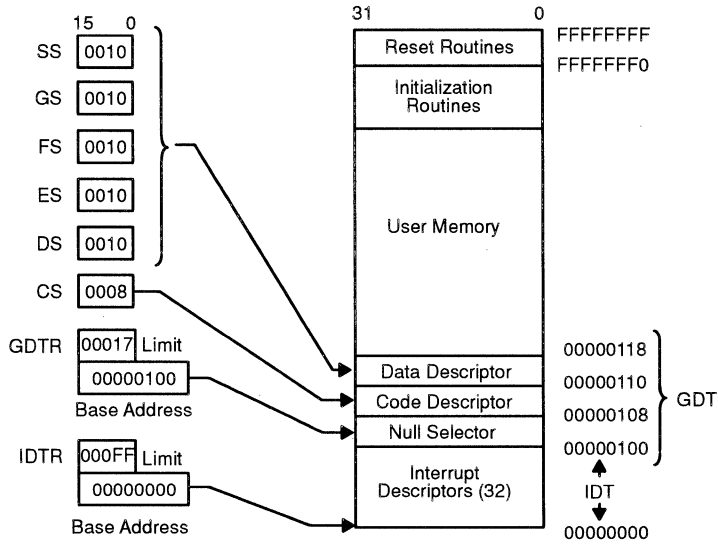 15 0
SS 0010
GS 0010
FS 0010
ES 0010
DS 0010
CS 0008
GDTR 00017 Limit
00000100
Base Address
IDTR 000FF Limit
00000000
Base Address
31 0
Reset Routines
Initialization
Routines
User Memory
Data Descriptor
Code Descriptor
Null Selector
Interrupt
Descriptors (32)
FFFFFFFF
FFFFFFF0
00000118
00000110
00000108
00000100
GDT
IDT
00000000